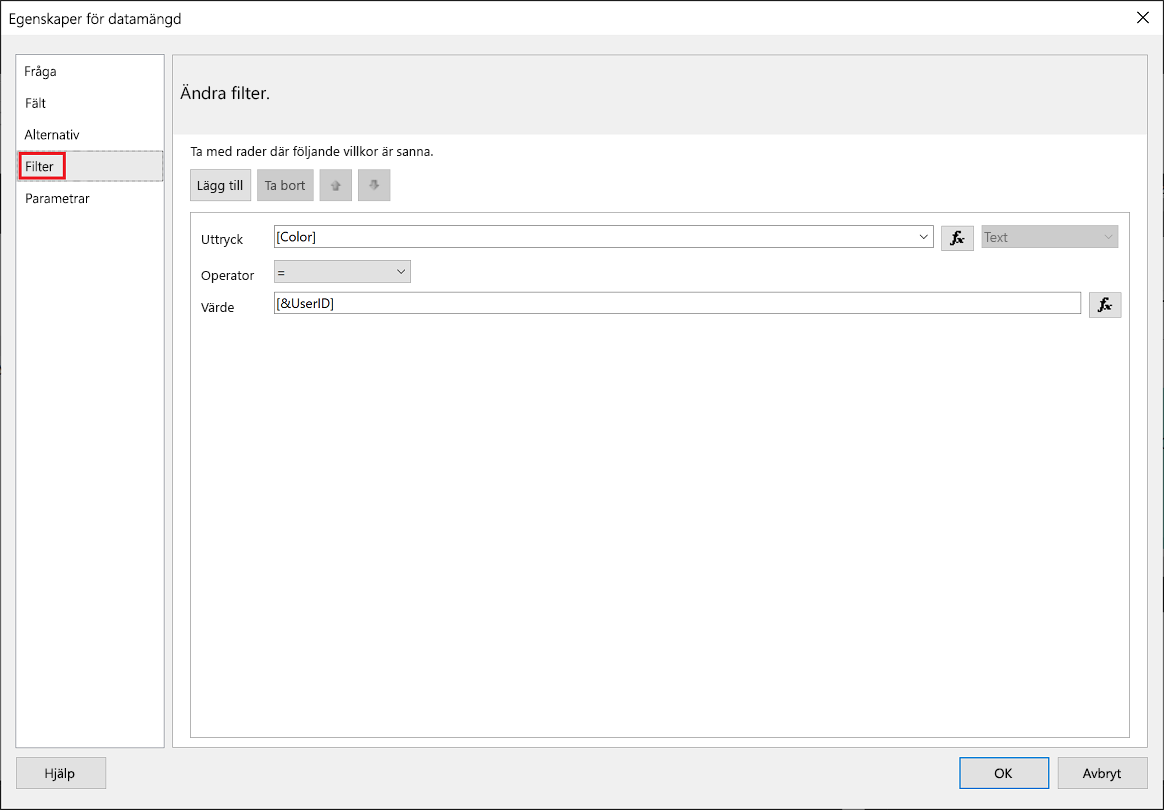 Egenskaper för datamängd
Fråga
Fält
Alternativ
Filter
Parametrar
Ändra filter.
Ta med rader där följande villkor är sanna.
Lägg till Ta bort
Uttryck [Color] fx Text
Operator =
Värde [&UserID] fx
Hjälp OK Avbryt